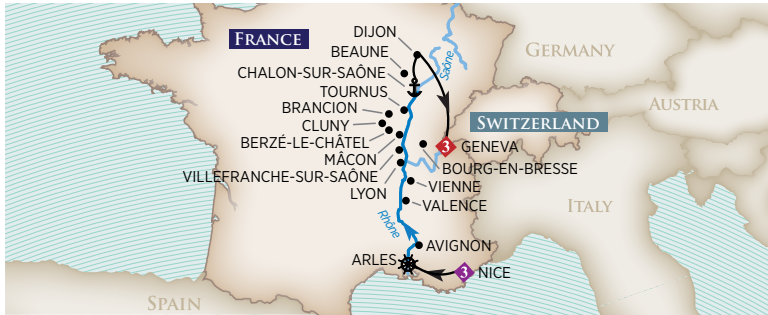 DIJON
FRANCE
BEAUNE
GERMANY
Saône
CHALON-SUR-SAÔNE
TOURNUS
AUSTRIA
BRANCION
SWITZERLAND
CLUNY
BERZÉ-LE-CHÂTEL
3 GENEVA
MÂCON
BOURG-EN-BRESSE
VILLEFRANCHE-SUR-SAÔNE
VIENNE
LYON
VALENCE
ITALY
Rhône
AVIGNON
ARLES
3 NICE
SPAIN